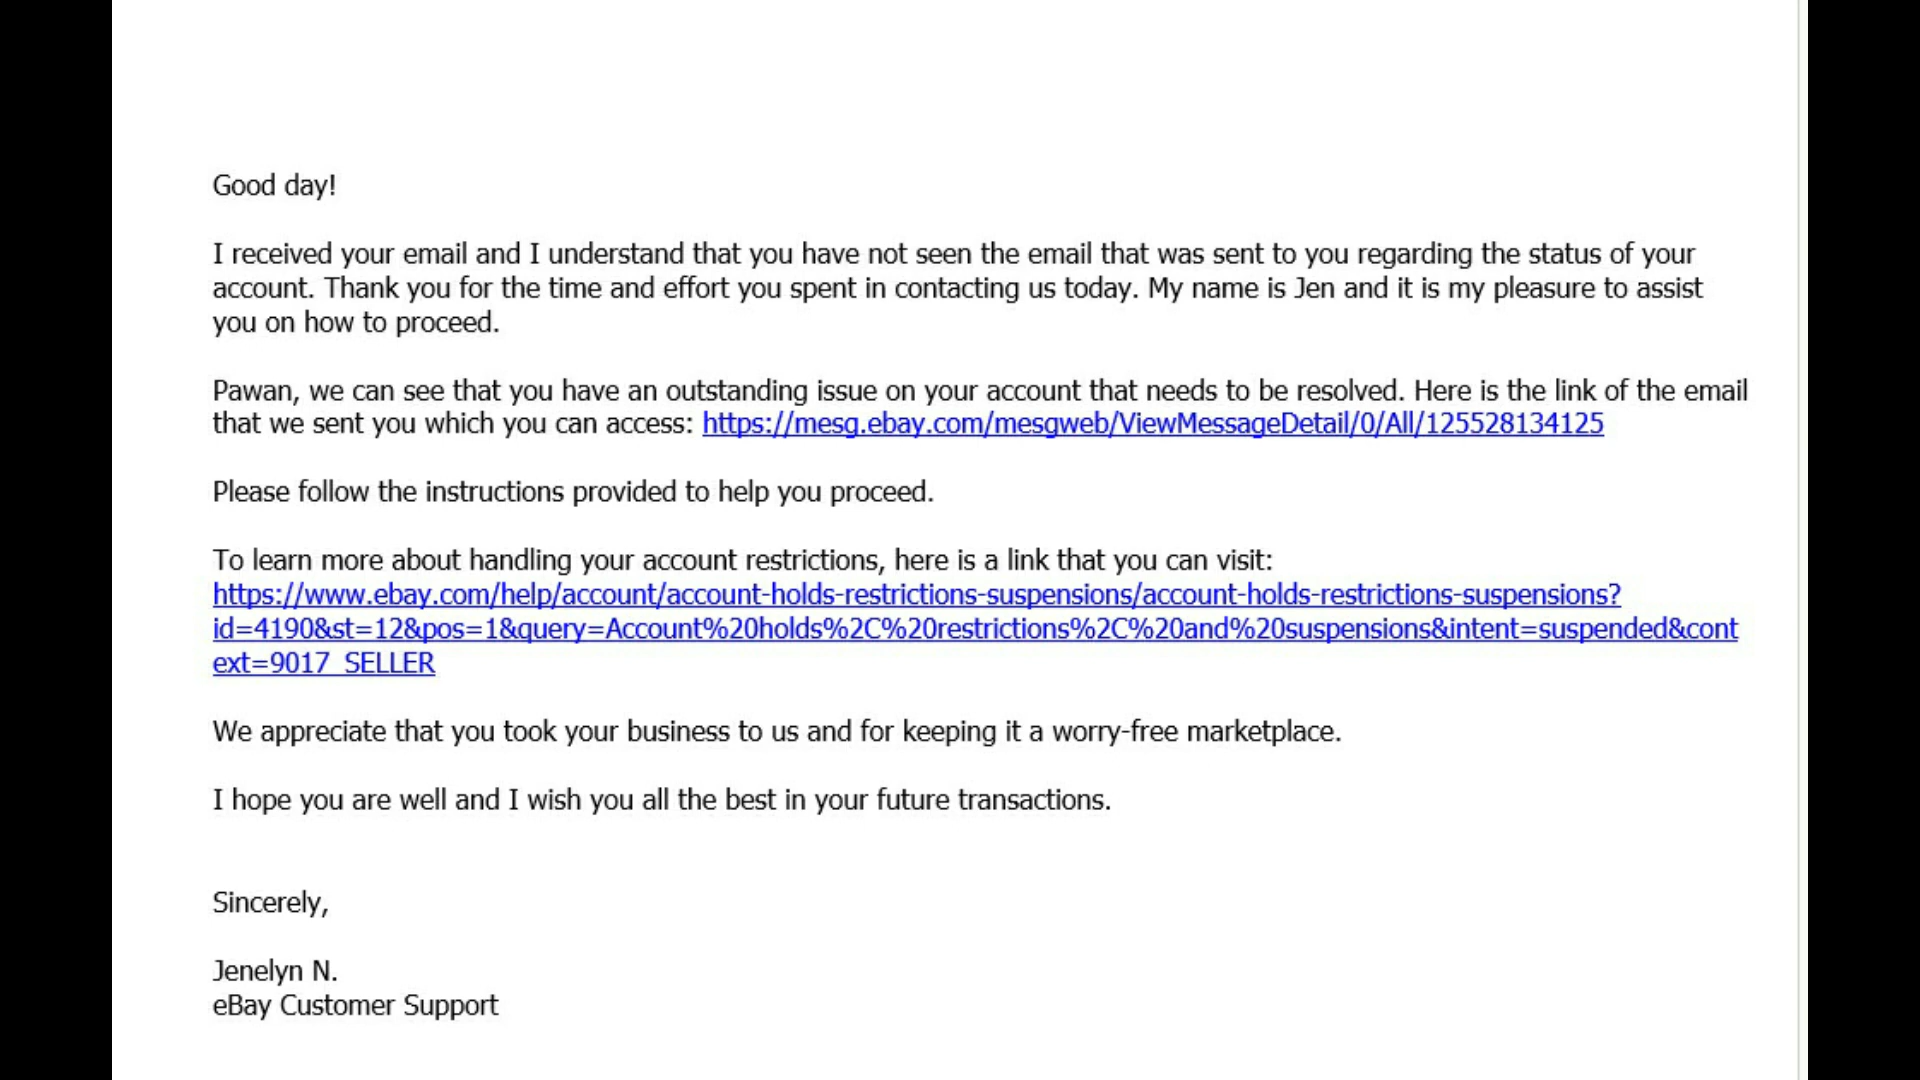 Good day!
I received your email and I understand that you have not seen the email that was sent to you regarding the status of your
account. Thank you for the time and effort you spent in contacting us today. My name is Jen and it is my pleasure to assist
you on how to proceed.
Pawan, we can see that you have an outstanding issue on your account that needs to be resolved. Here is the link of the email
that we sent you which you can access: https://mesg.ebay.com/mesgweb/ViewMessageDetail/0/All/125528134125
Please follow the instructions provided to help you proceed.
To learn more about handling your account restrictions, here is a link that you can visit:
https://www.ebay.com/help/account/account-holds-restrictions-suspensions/account-holds-restrictions-suspensions?
id=4190&st=12&pos=1&query=Account%20holds%2C%20restrictions%2C%20and%20suspensions&intent=suspended&cont
ext=9017_SELLER
We appreciate that you took your business to us and for keeping it a worry-free marketplace.
I hope you are well and I wish you all the best in your future transactions.
Sincerely,
Jenelyn N.
eBay Customer Support